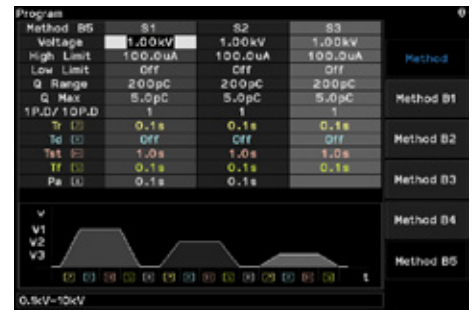 Program
Method B5 S1 S2 S3
Voltage 1.00kV 1.00kV 1.00kV
High Limit 100.0uA 100.0uA 100.0uA
Low Limit Off Off Off
Q Range 200pC 200pC 200pC
Q Max 5.0pC 5.0pC 5.0pC
1P.D/10P.D 1 1 1
Tr 0.1s 0.1s 0.1s
Td Off Off Off
Tst 1.0s 1.0s 1.0s
Tf 0.1s 0.1s 0.1s
Pa 0.1s 0.1s
Method
Method B1
Method B2
Method B3
Method B4
Method B5
V
V1
V2
V3
t
0.1kV-10kV